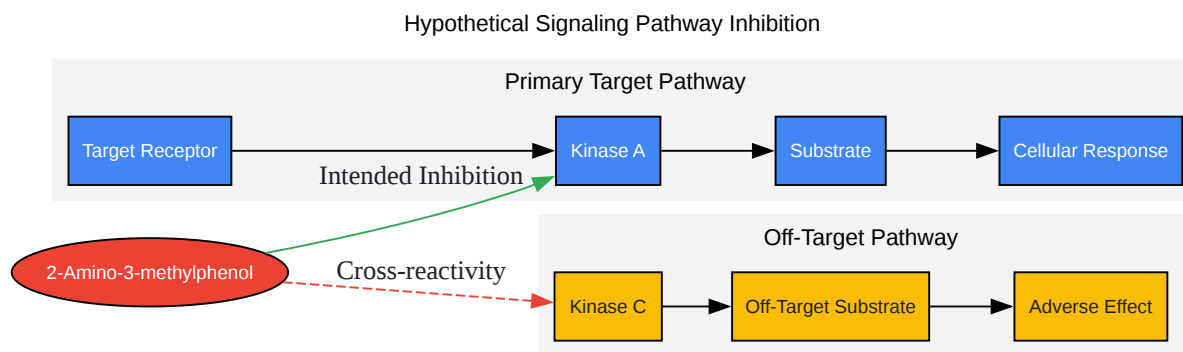 Hypothetical Signaling Pathway Inhibition
Primary Target Pathway
Target Receptor
Kinase A
Substrate
Cellular Response
Intended Inhibition
2-Amino-3-methylphenol
Cross-reactivity
Off-Target Pathway
Kinase C
Off-Target Substrate
Adverse Effect